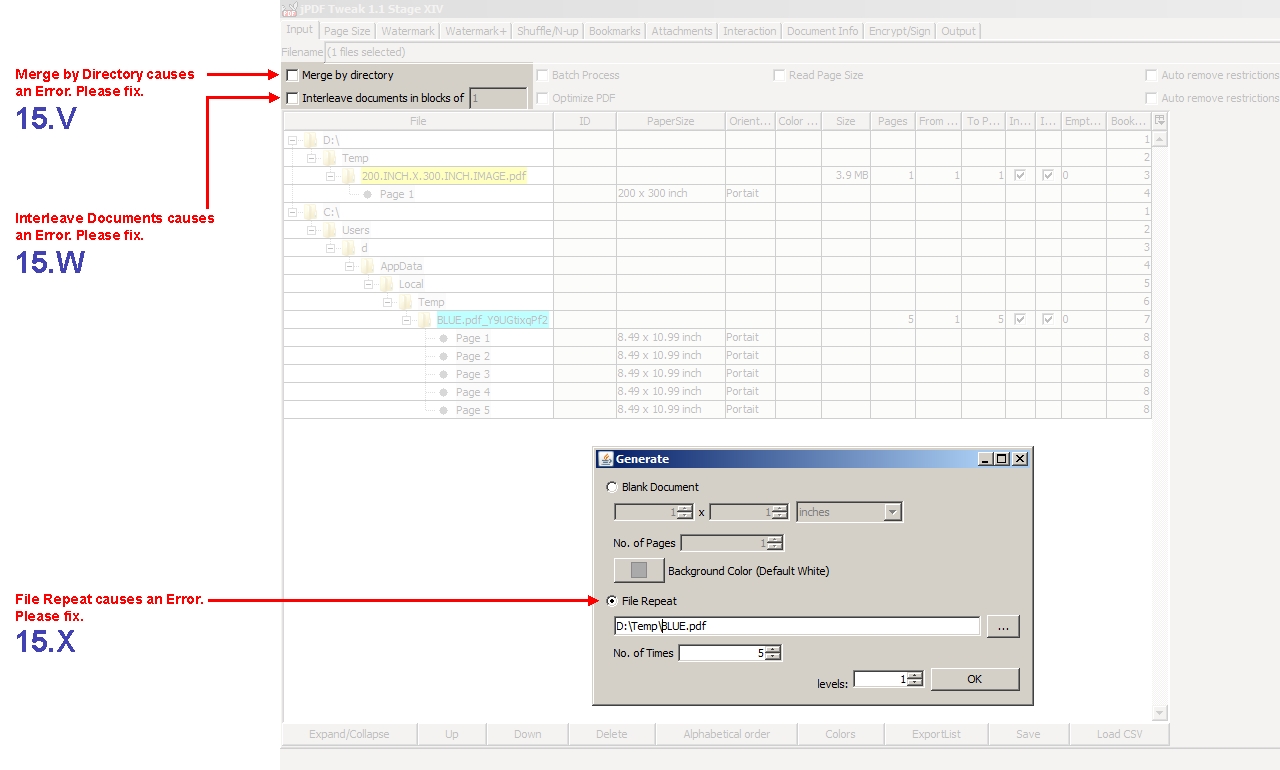 jPDF Tweak 1.1 Stage XIV
Input Page Size Watermark Watermark+ Shuffle/N-up Bookmarks Attachments Interaction Document Info Encrypt/Sign Output
Filename (1 files selected)
Merge by Directory causes
an Error. Please fix.
15.V
Merge by directory Batch Process Read Page Size Auto remove restrictions
Interleave documents in blocks of 1 Optimize PDF Auto remove restrictions
File ID PaperSize Orient... Color ... Size Pages From ... To P... In... I... Empt... Book...
D:\ 1
Temp 2
200.INCH.X.300.INCH.IMAGE.pdf 3.9 MB 1 1 1 0 3
Page 1 200 x 300 inch Portait 4
C:\ 1
Users 2
d 3
AppData 4
Local 5
Temp 6
BLUE.pdf_Y9UGtixqPf2 5 1 5 0 7
Page 1 8.49 x 10.99 inch Portait 8
Page 2 8.49 x 10.99 inch Portait 8
Page 3 8.49 x 10.99 inch Portait 8
Page 4 8.49 x 10.99 inch Portait 8
Page 5 8.49 x 10.99 inch Portait 8
Interleave Documents causes
an Error. Please fix.
15.W
Generate
Blank Document
1 x 1 inches
No. of Pages 1
Background Color (Default White)
File Repeat causes an Error.
Please fix.
15.X
File Repeat
D:\Temp\BLUE.pdf ...
No. of Times 5
levels: 1 OK
Expand/Collapse Up Down Delete Alphabetical order Colors ExportList Save Load CSV